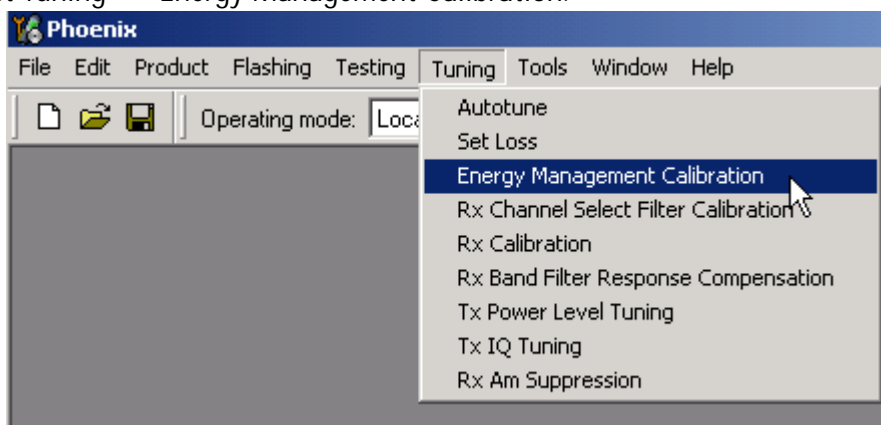 Phoenix
File Edit Product Flashing Testing Tuning Tools Window Help
Operating mode:
Autotune
Set Loss
Energy Management Calibration
Rx Channel Select Filter Calibration
Rx Calibration
Rx Band Filter Response Compensation
Tx Power Level Tuning
Tx IQ Tuning
Rx Am Suppression